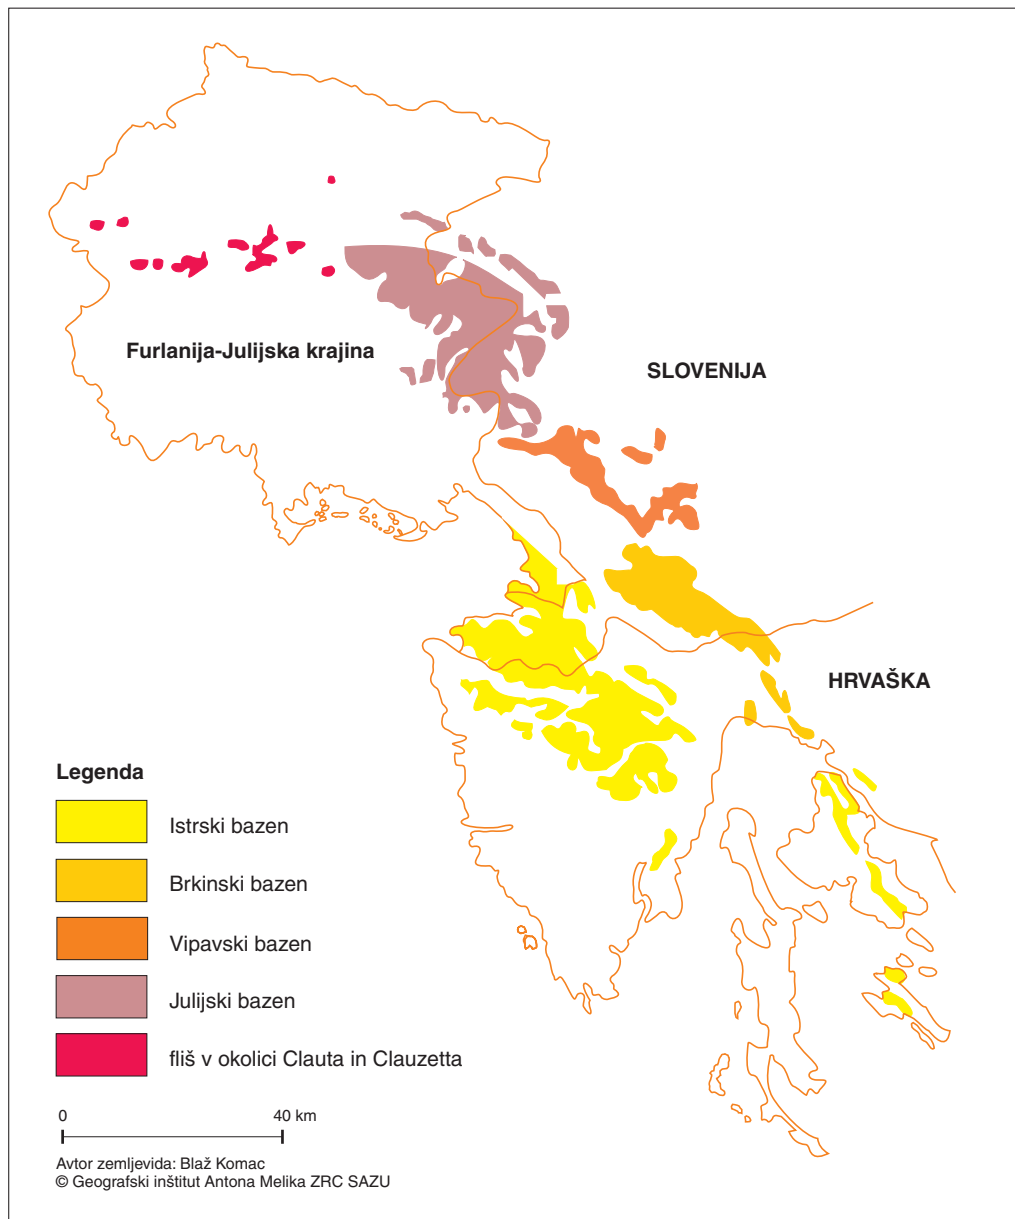 Furlanija-Julijska krajina
SLOVENIJA
HRVAŠKA
Legenda
Istrski bazen
Brkinski bazen
Vipavski bazen
Julijski bazen
fliš v okolici Clauta in Clauzetta
0 40 km
Avtor zemljevida: Blaž Komac
© Geografski inštitut Antona Melika ZRC SAZU